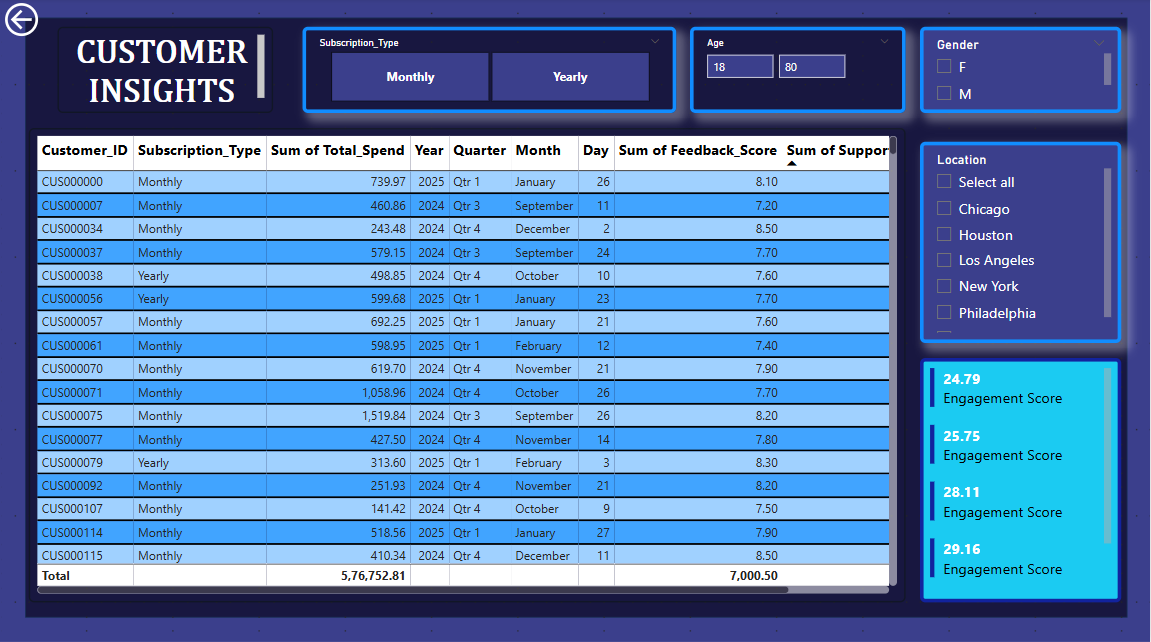 CUSTOMER
INSIGHTS
Subscription_Type
Monthly Yearly
Age
18 80
Gender
F
M
Customer_ID Subscription_Type Sum of Total_Spend Year Quarter Month Day Sum of Feedback_Score Sum of Suppor
CUS000000 Monthly 739.97 2025 Qtr 1 January 26 8.10
CUS000007 Monthly 460.86 2024 Qtr 3 September 11 7.20
CUS000034 Monthly 243.48 2024 Qtr 4 December 2 8.50
CUS000037 Monthly 579.15 2024 Qtr 3 September 24 7.70
CUS000038 Yearly 498.85 2024 Qtr 4 October 10 7.60
CUS000056 Yearly 599.68 2025 Qtr 1 January 23 7.70
CUS000057 Monthly 692.25 2025 Qtr 1 January 21 7.60
CUS000061 Monthly 598.95 2025 Qtr 1 February 12 7.40
CUS000070 Monthly 619.70 2024 Qtr 4 November 21 7.90
CUS000071 Monthly 1,058.96 2024 Qtr 4 October 26 7.70
CUS000075 Monthly 1,519.84 2024 Qtr 3 September 26 8.20
CUS000077 Monthly 427.50 2024 Qtr 4 November 14 7.80
CUS000079 Yearly 313.60 2025 Qtr 1 February 3 8.30
CUS000092 Monthly 251.93 2024 Qtr 4 November 21 8.20
CUS000107 Monthly 141.42 2024 Qtr 4 October 9 7.50
CUS000114 Monthly 518.56 2025 Qtr 1 January 27 7.90
CUS000115 Monthly 410.34 2024 Qtr 4 December 11 8.50
Total 5,76,752.81 7,000.50
Location
Select all
Chicago
Houston
Los Angeles
New York
Philadelphia
24.79
Engagement Score
25.75
Engagement Score
28.11
Engagement Score
29.16
Engagement Score